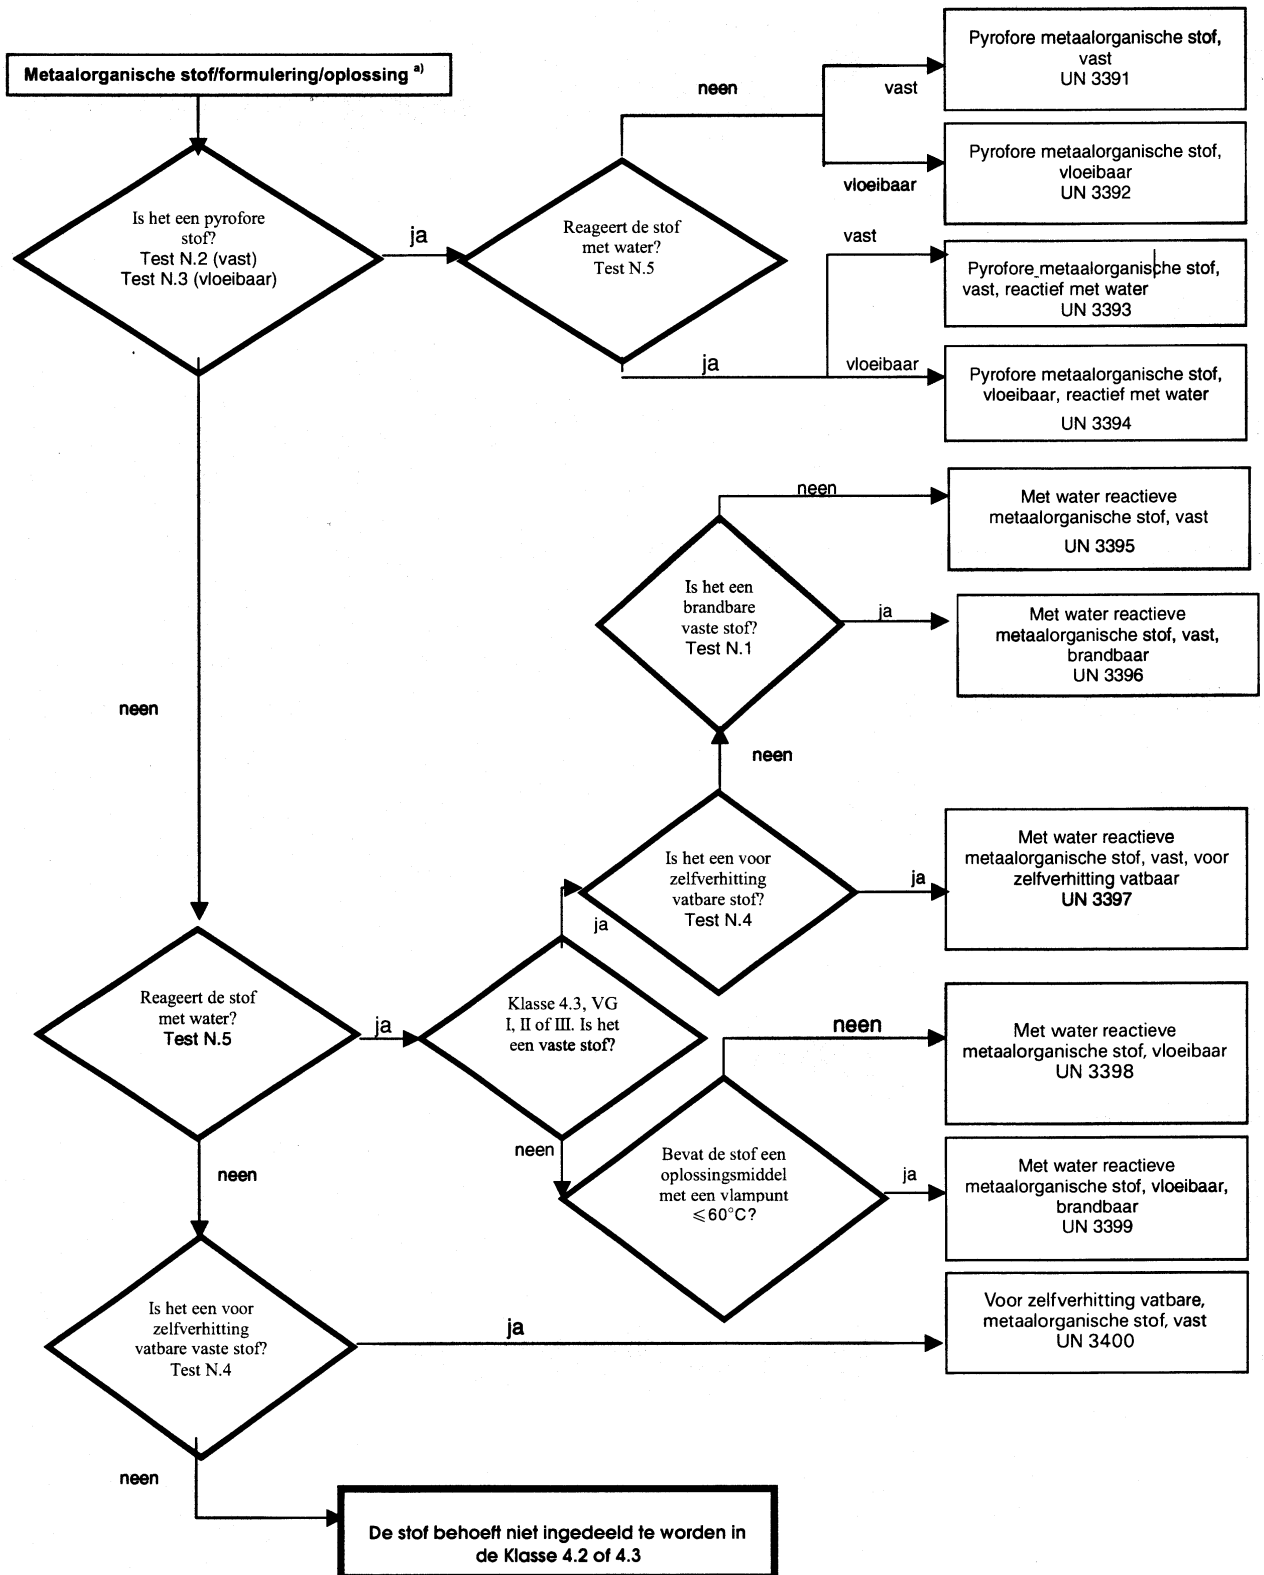 Metaalorganische stof/formulering/oplossing a)
Is het een pyrofore
stof?
Test N.2 (vast)
Test N.3 (vloeibaar)
ja
Reageert de stof
met water?
Test N.5
neen
vast
Pyrofore metaalorganische stof,
vast
UN 3391
vloeibaar
Pyrofore metaalorganische stof,
vloeibaar
UN 3392
ja
vast
Pyrofore metaalorganische stof,
vast, reactief met water
UN 3393
vloeibaar
Pyrofore metaalorganische stof,
vloeibaar, reactief met water
UN 3394
neen
Met water reactieve
metaalorganische stof, vast
UN 3395
Is het een
brandbare
vaste stof?
Test N.1
ja
Met water reactieve
metaalorganische stof, vast,
brandbaar
UN 3396
neen
neen
Is het een voor
zelfverhitting
vatbare stof?
Test N.4
ja
Met water reactieve
metaalorganische stof, vast, voor
zelfverhitting vatbaar
UN 3397
ja
Reageert de stof
met water?
Test N.5
ja
Klasse 4.3, VG
I, II of III. Is het
een vaste stof?
neen
Met water reactieve
metaalorganische stof, vloeibaar
UN 3398
neen
Bevat de stof een
oplossingsmiddel
met een vlampunt
⩽60°C?
ja
Met water reactieve
metaalorganische stof, vloeibaar,
brandbaar
UN 3399
neen
Is het een voor
zelfverhitting
vatbare vaste stof?
Test N.4
ja
Voor zelfverhitting vatbare,
metaalorganische stof, vast
UN 3400
neen
De stof behoeft niet ingedeeld te worden in
de Klasse 4.2 of 4.3